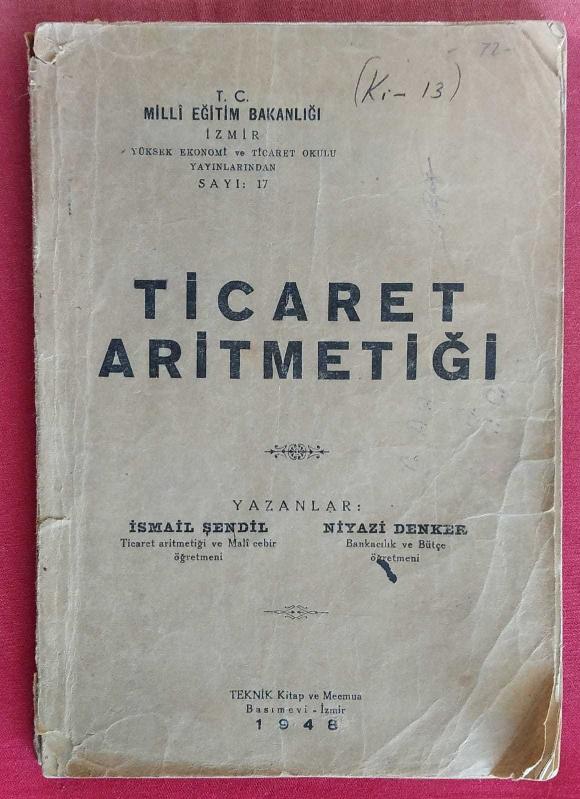 72-
(Ki-13)
T. C.
MİLLÎ EĞİTİM BAKANLIĞI
İZMİR
YÜKSEK EKONOMİ ve TİCARET OKULU
YAYINLARINDAN
SAYI: 17
TİCARET
ARİTMETİĞİ
YAZANLAR:
İSMAİL ŞENDİL
Ticaret aritmetiği ve Malî cebir
öğretmeni
NİYAZİ DENKER
Bankacılık ve Bütçe
öğretmeni
TEKNİK Kitap ve Mecmua
Basımevi - İzmir
1948